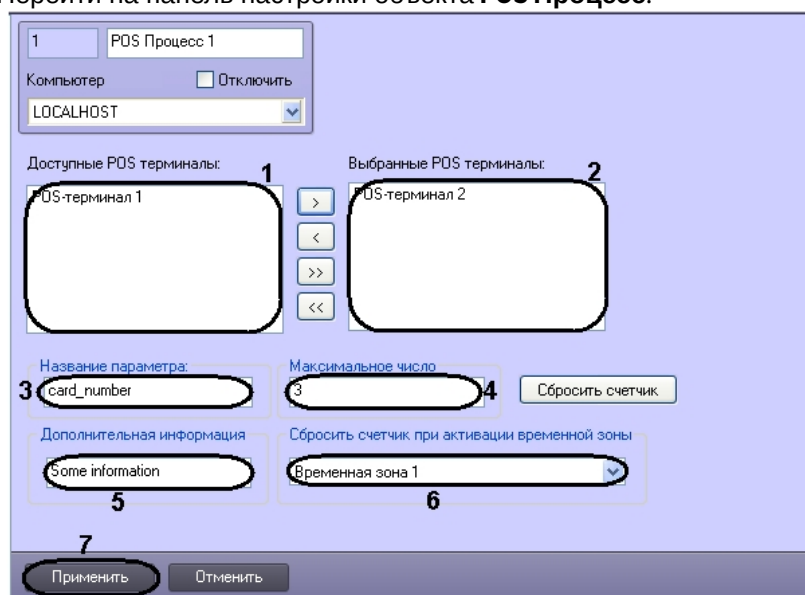 Перейти на панель настройки объекта POS Процесс.
1 POS Процесс 1
Компьютер Отключить
LOCALHOST
Доступные POS терминалы: 1 Выбранные POS терминалы: 2
POS-терминал 1 > POS-терминал 2
<
>>
<<
Название параметра: Максимальное число
3 card_number 3 4 Сбросить счетчик
Дополнительная информация Сбросить счетчик при активации временной зоны
Some information Временная зона 1
5 6
7
Применить Отменить